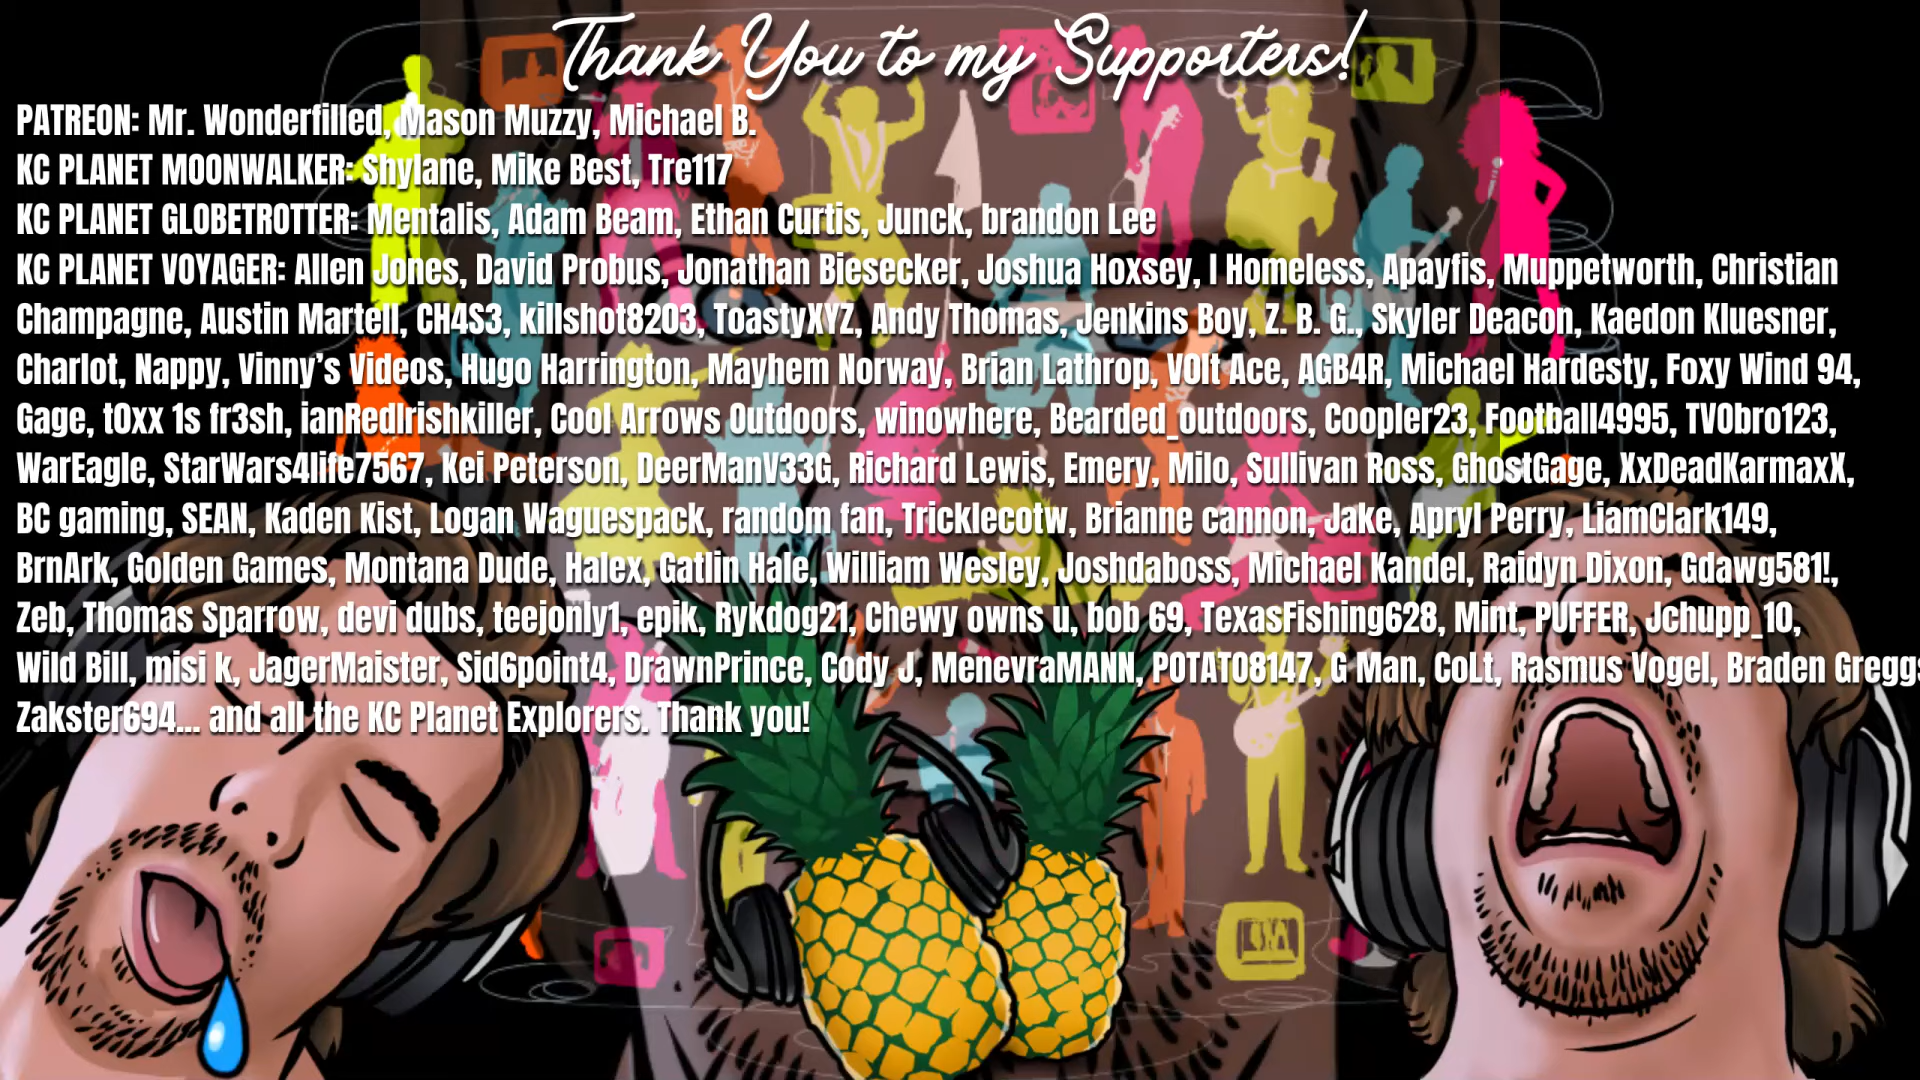 Thank You to my Supporters!
PATREON: Mr. Wonderfilled, Mason Muzzy, Michael B.
KC PLANET MOONWALKER: Shylane, Mike Best, Tre117
KC PLANET GLOBETROTTER: Mentalis, Adam Beam, Ethan Curtis, Junck, brandon Lee
KC PLANET VOYAGER: Allen Jones, David Probus, Jonathan Biesecker, Joshua Hoxsey, I Homeless, Apayfis, Muppetworth, Christian
Champagne, Austin Martell, CH4S3, killshot8203, ToastyXYZ, Andy Thomas, Jenkins Boy, Z. B. G., Skyler Deacon, Kaedon Kluesner,
Charlot, Nappy, Vinny's Videos, Hugo Harrington, Mayhem Norway, Brian Lathrop, V0lt Ace, AGB4R, Michael Hardesty, Foxy Wind 94,
Gage, t0xx 1s fr3sh, ianRedIrishkiller, Cool Arrows Outdoors, winowhere, Bearded_outdoors, Coopler23, Football4995, TVObro123,
WarEagle, StarWars4life7567, Kei Peterson, DeerManV33G, Richard Lewis, Emery, Milo, Sullivan Ross, GhostGage, XxDeadKarmaxX,
BC gaming, SEAN, Kaden Kist, Logan Waguespack, random fan, Tricklecotw, Brianne cannon, Jake, Apryl Perry, LiamClark149,
BrnArk, Golden Games, Montana Dude, Halex, Gatlin Hale, William Wesley, Joshdaboss, Michael Kandel, Raidyn Dixon, Gdawg581!,
Zeb, Thomas Sparrow, devi dubs, teejonly1, epik, Rykdog21, Chewy owns u, bob 69, TexasFishing628, Mint, PUFFER, Jchupp_10,
Wild Bill, misi k, JagerMaister, Sid6point4, DrawnPrince, Cody J, MenevraMANN, POTATO8147, G Man, CoLt, Rasmus Vogel, Braden Greggs
Zakster694... and all the KC Planet Explorers. Thank you!